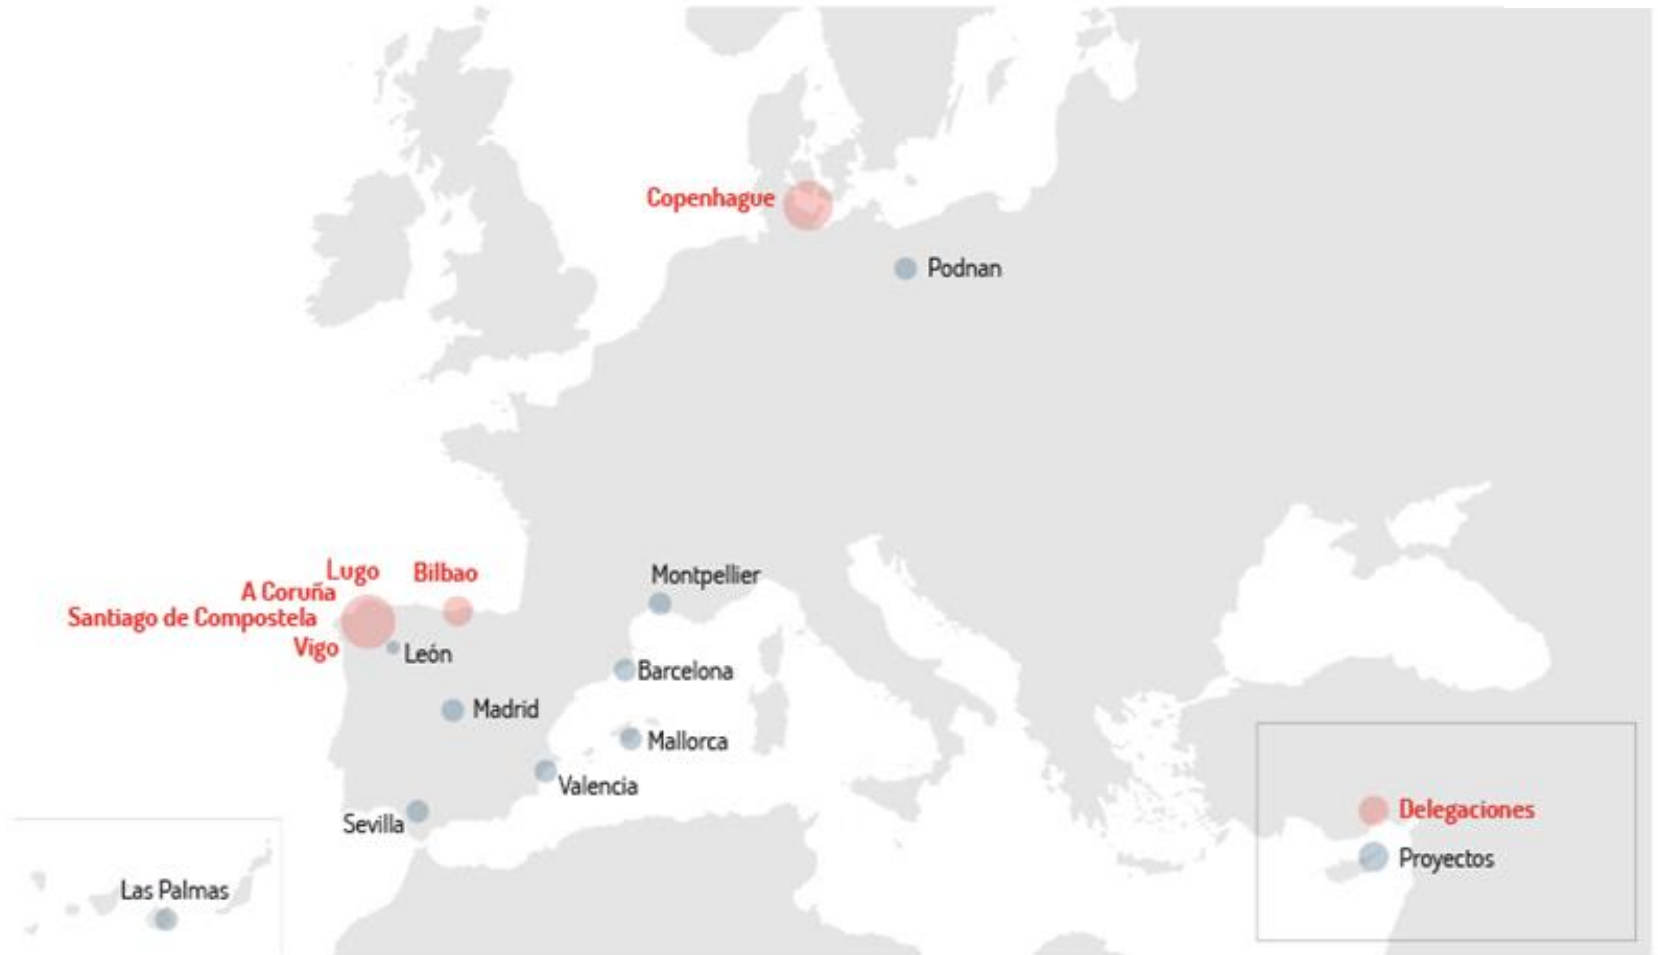 Copenhague
Podnan
Lugo
Bilbao
A Coruña
Santiago de Compostela
Vigo
León
Montpellier
Barcelona
Madrid
Mallorca
Valencia
Sevilla
Las Palmas
Delegaciones
Proyectos